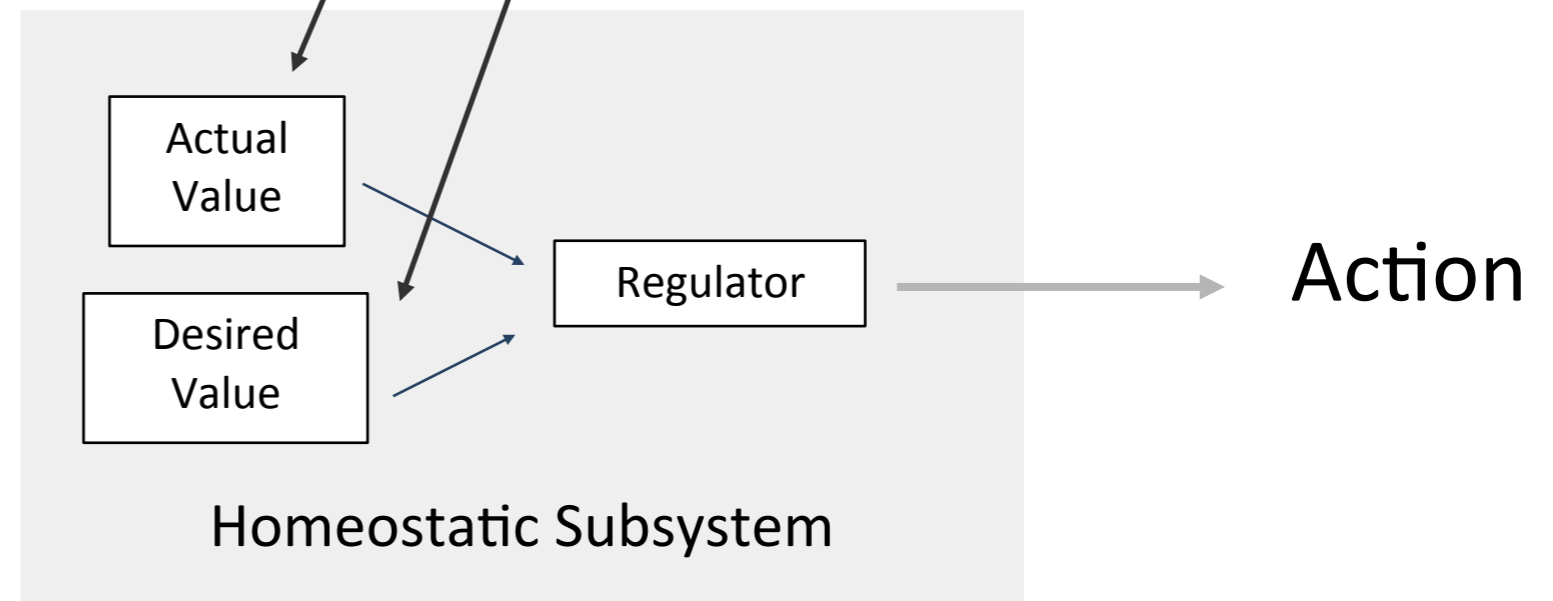 Actual
Value
Desired
Value
Regulator
Action
Homeostatic Subsystem